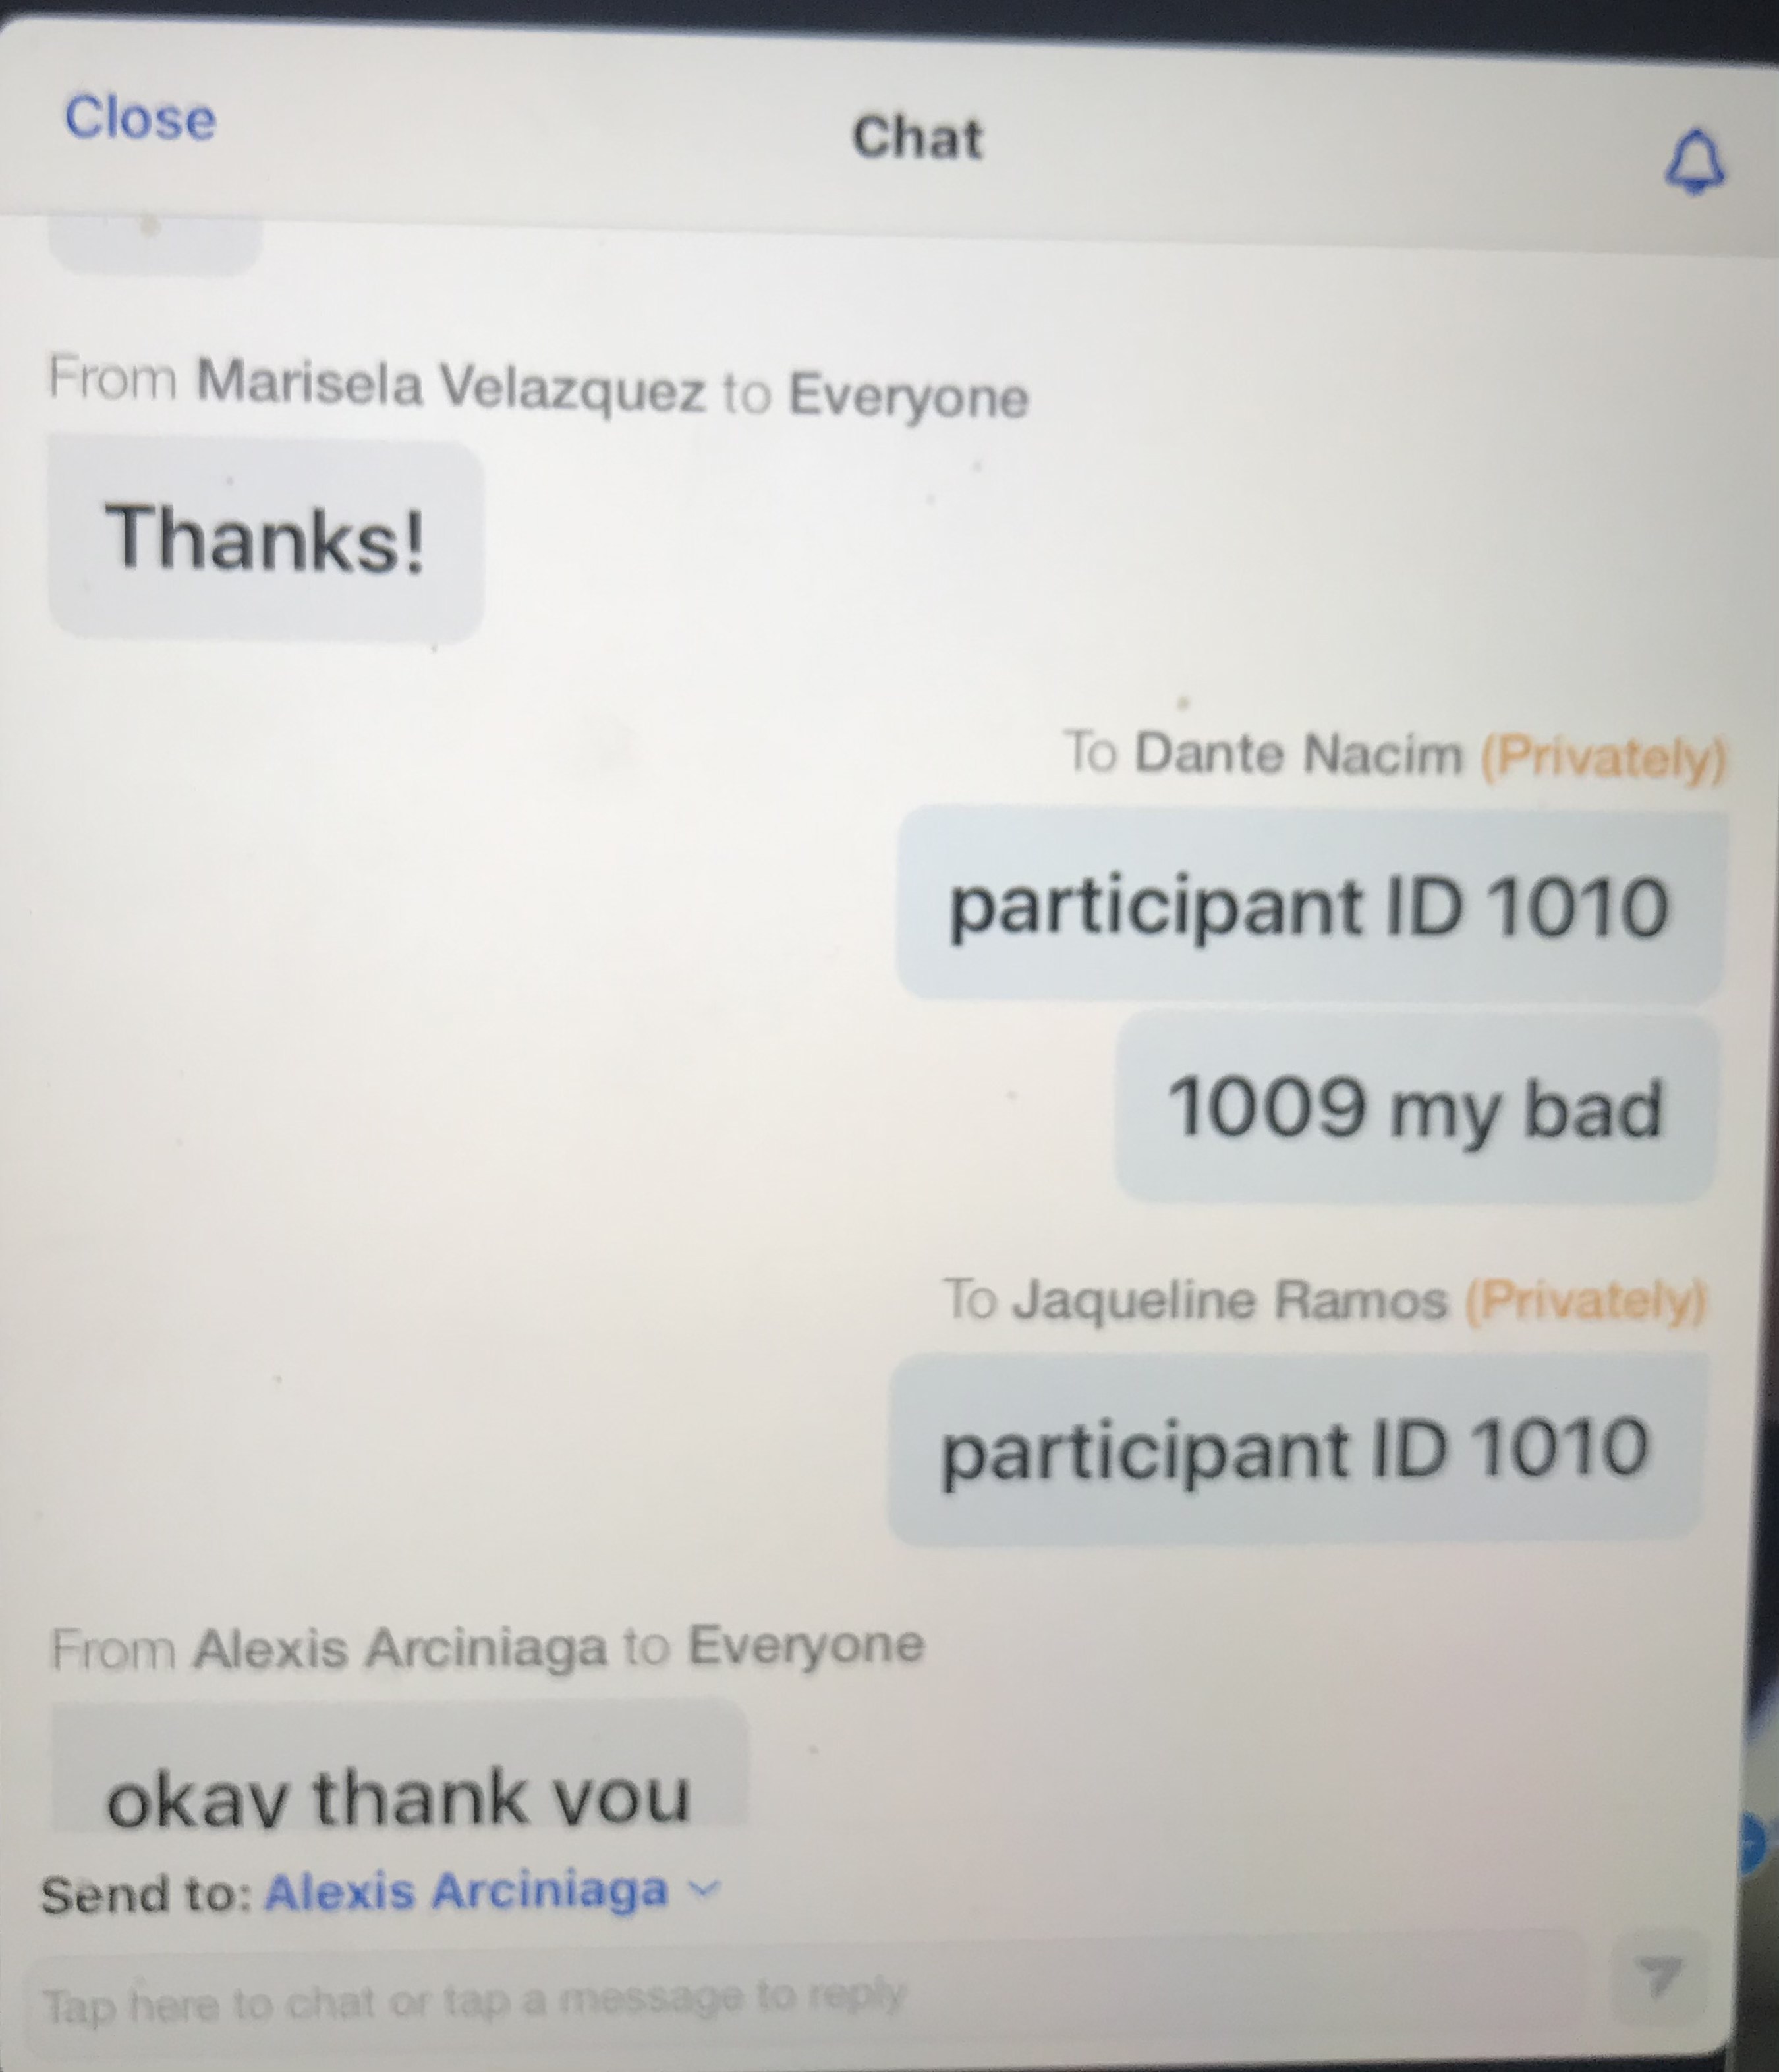 Close
Chat
From Marisela Velazquez to Everyone
Thanks!
To Dante Nacim (Privately)
participant ID 1010
1009 my bad
To Jaqueline Ramos (Privately)
participant ID 1010
From Alexis Arciniaga to Everyone
okay thank you
Send to: Alexis Arciniaga
Tap here to chat or tap a message to reply